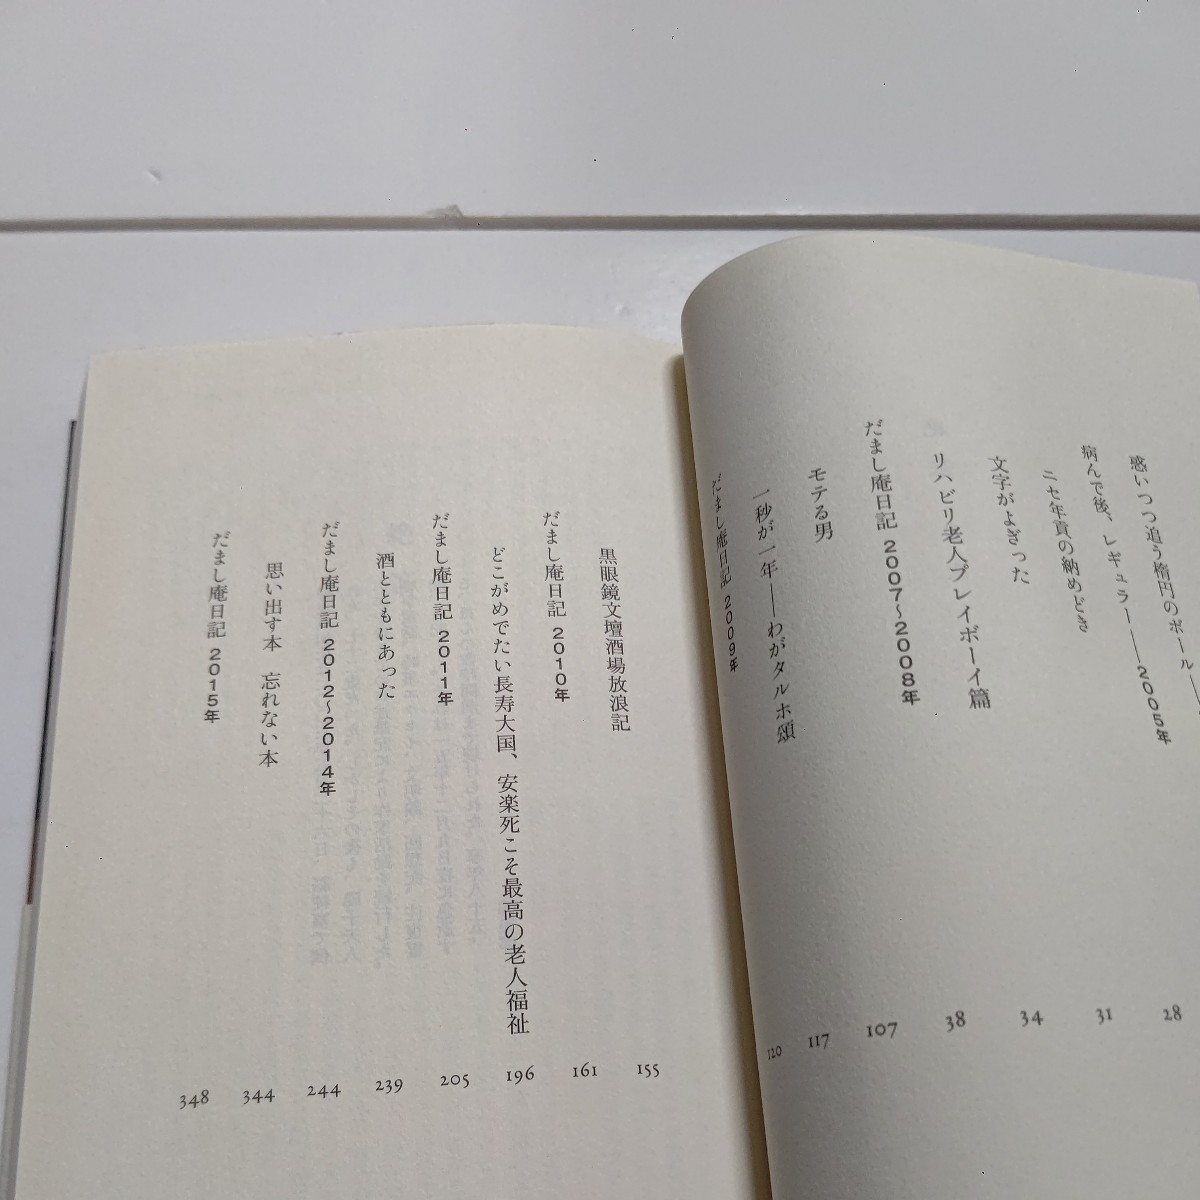 惑いつつ追う楕円のボール―
病んで後、レギュラー――2005年
ニセ年貢の納めどき 28
文字がよぎった 31
リハビリ老人プレイボーイ篇 34
だまし庵日記 2007〜2008年 38
モテる男 107
一秒が一年――わがタルホ頌 117
だまし庵日記 2009年 120
黒眼鏡文壇酒場放浪記 155
だまし庵日記 2010年 161
どこがめでたい長寿大国、安楽死こそ最高の老人福祉 196
だまし庵日記 2011年 205
酒とともにあった 239
だまし庵日記 2012〜2014年 244
思い出す本 忘れない本 344
だまし庵日記 2015年 348